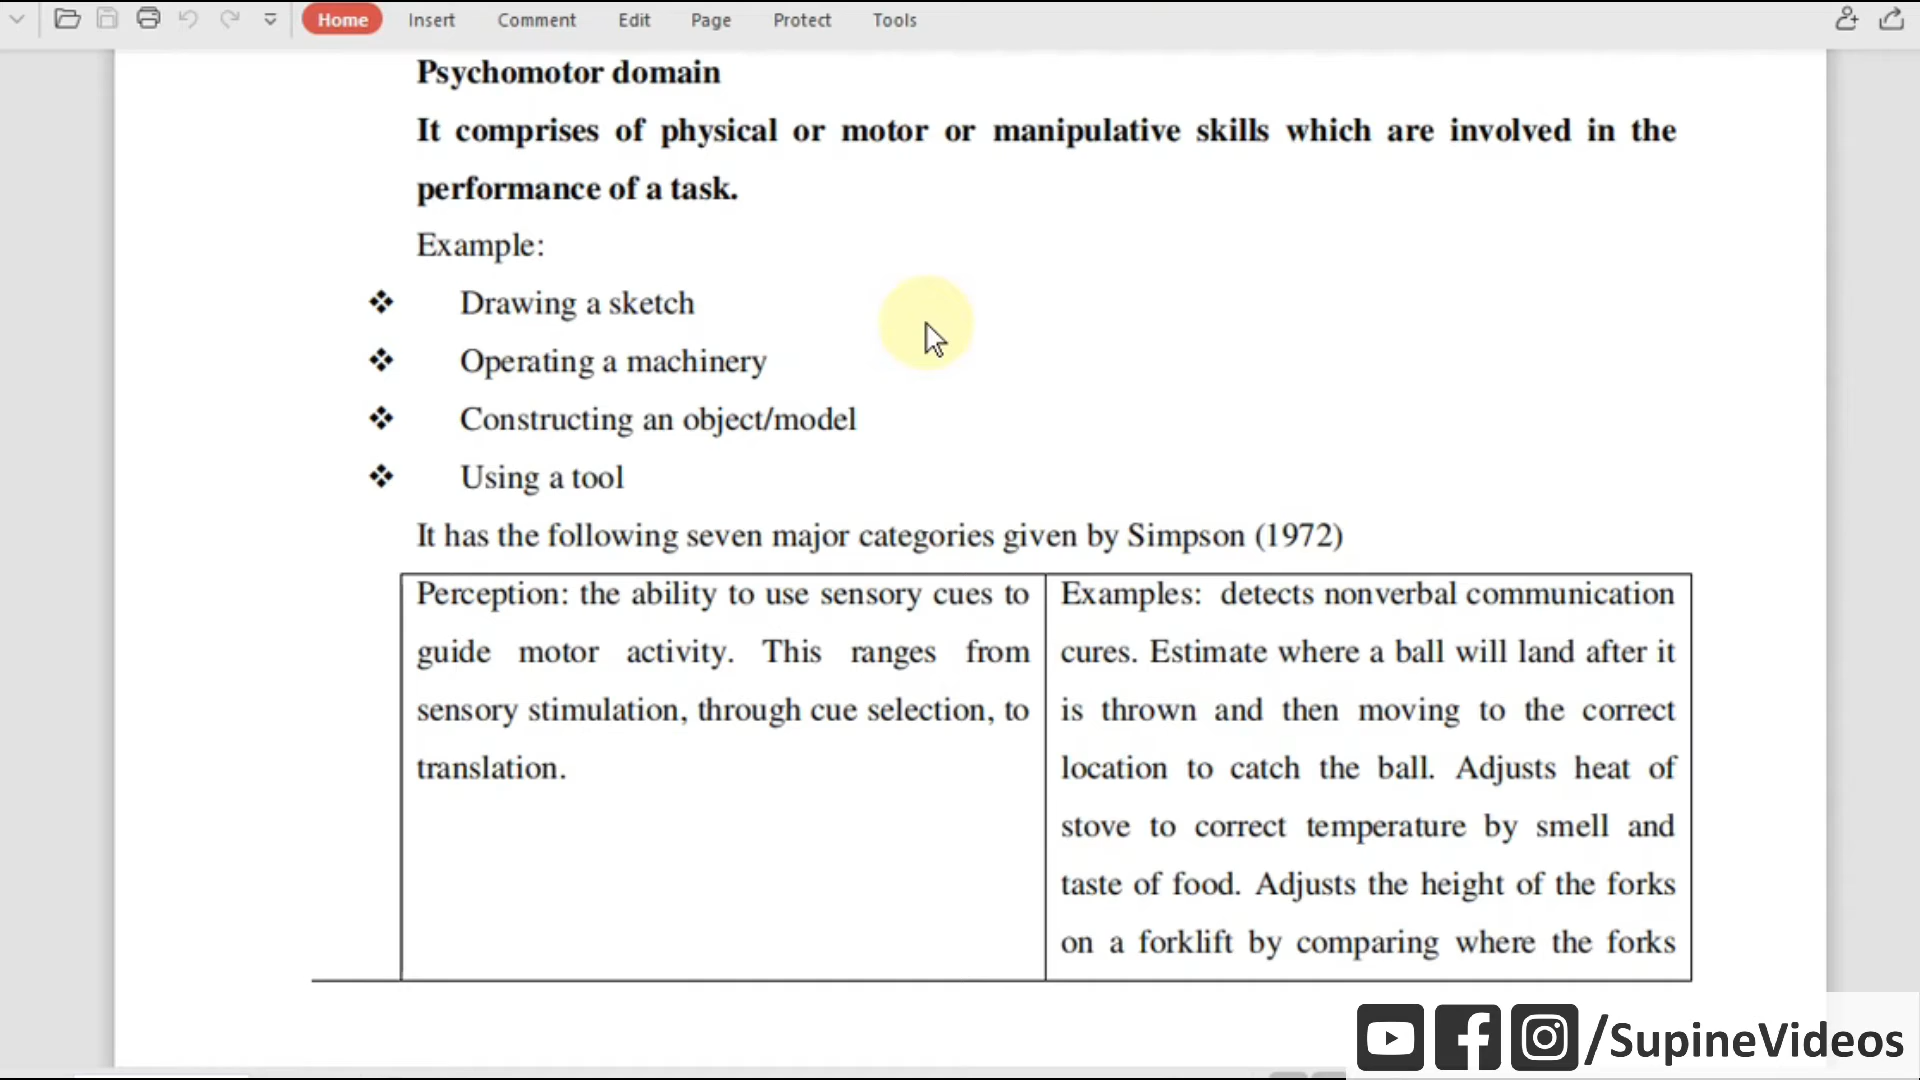 Home Insert Comment Edit Page Protect Tools
Psychomotor domain
It comprises of physical or motor or manipulative skills which are involved in the
performance of a task.
Example:
❖ Drawing a sketch
❖ Operating a machinery
❖ Constructing an object/model
❖ Using a tool
It has the following seven major categories given by Simpson (1972)
Perception: the ability to use sensory cues to
guide motor activity. This ranges from
sensory stimulation, through cue selection, to
translation.
Examples: detects nonverbal communication
cures. Estimate where a ball will land after it
is thrown and then moving to the correct
location to catch the ball. Adjusts heat of
stove to correct temperature by smell and
taste of food. Adjusts the height of the forks
on a forklift by comparing where the forks
/SupineVideos